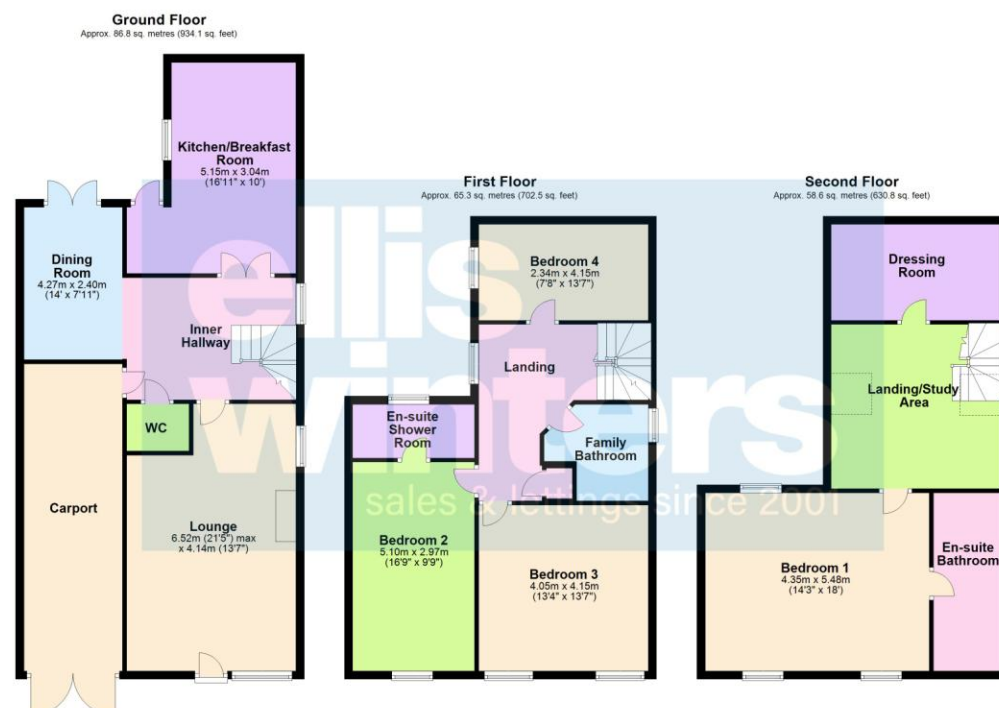 Ground Floor
Approx. 86.8 sq. metres (934.1 sq. feet)
Kitchen/Breakfast
Room
5.15m x 3.04m
(16'11" x 10')
Dining
Room
4.27m x 2.40m
(14' x 7'11")
Inner
Hallway
WC
Carport
Lounge
6.52m (21'5") max
x 4.14m (13'7")
First Floor
Approx. 65.3 sq. metres (702.5 sq. feet)
Bedroom 4
2.34m x 4.15m
(7'8" x 13'7")
Landing
En-suite
Shower
Room
Family
Bathroom
Bedroom 2
5.10m x 2.97m
(16'9" x 9'9")
Bedroom 3
4.05m x 4.15m
(13'4" x 13'7")
Second Floor
Approx. 58.6 sq. metres (630.8 sq. feet)
Dressing
Room
Landing/Study
Area
Bedroom 1
4.35m x 5.48m
(14'3" x 18')
En-suite
Bathroom
ellis
winters
sales & lettings since 2001